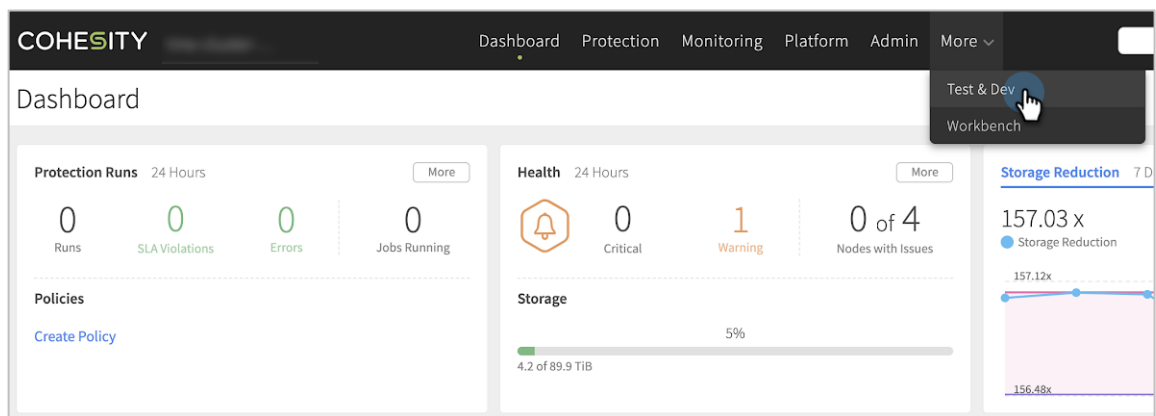 COHESITY
Dashboard Protection Monitoring Platform Admin More
Test & Dev
Workbench
Dashboard
Protection Runs 24 Hours More
0 0 0 0
Runs SLA Violations Errors Jobs Running
Policies
Create Policy
Health 24 Hours More
0 1 0 of 4
Critical Warning Nodes with Issues
Storage
5%
4.2 of 89.9 TiB
Storage Reduction 7 D
157.03 x
Storage Reduction
157.12x
156.48x